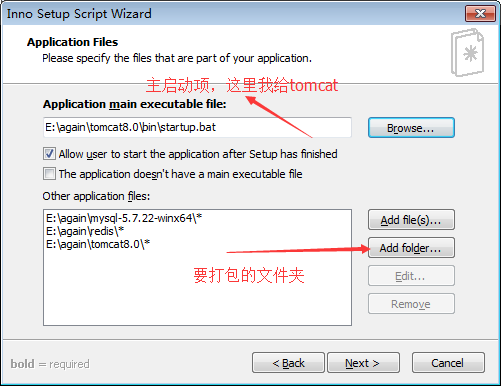 Inno Setup Script Wizard
Application Files
Please specify the files that are part of your application.
主启动项，这里我给tomcat
Application main executable file:
E:\again\tomcat8.0\bin\startup.bat
Browse...
Allow user to start the application after Setup has finished
The application doesn't have a main executable file
Other application files:
E:\again\mysql-5.7.22-winx64\*
E:\again\redis\*
E:\again\tomcat8.0\*
Add file(s)...
Add folder...
Edit...
Remove
要打包的文件夹
bold = required
< Back
Next >
Cancel